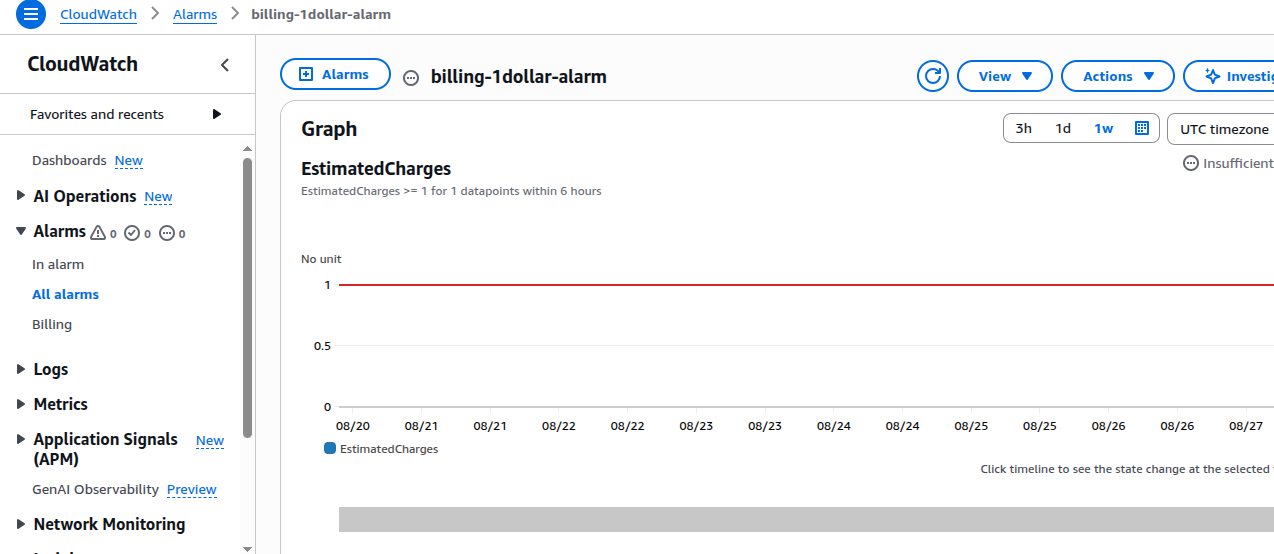 CloudWatch > Alarms > billing-1dollar-alarm
CloudWatch
Favorites and recents
Dashboards New
AI Operations New
Alarms 0 0 0
In alarm
All alarms
Billing
Logs
Metrics
Application Signals New
(APM)
GenAI Observability Preview
Network Monitoring
Alarms
billing-1dollar-alarm
View
Actions
Graph
3h 1d 1w
UTC timezone
EstimatedCharges
Insufficient
EstimatedCharges >= 1 for 1 datapoints within 6 hours
No unit
1
0.5
0
08/20 08/21 08/21 08/22 08/22 08/23 08/23 08/24 08/24 08/25 08/25 08/26 08/26 08/27
EstimatedCharges
Click timeline to see the state change at the selected